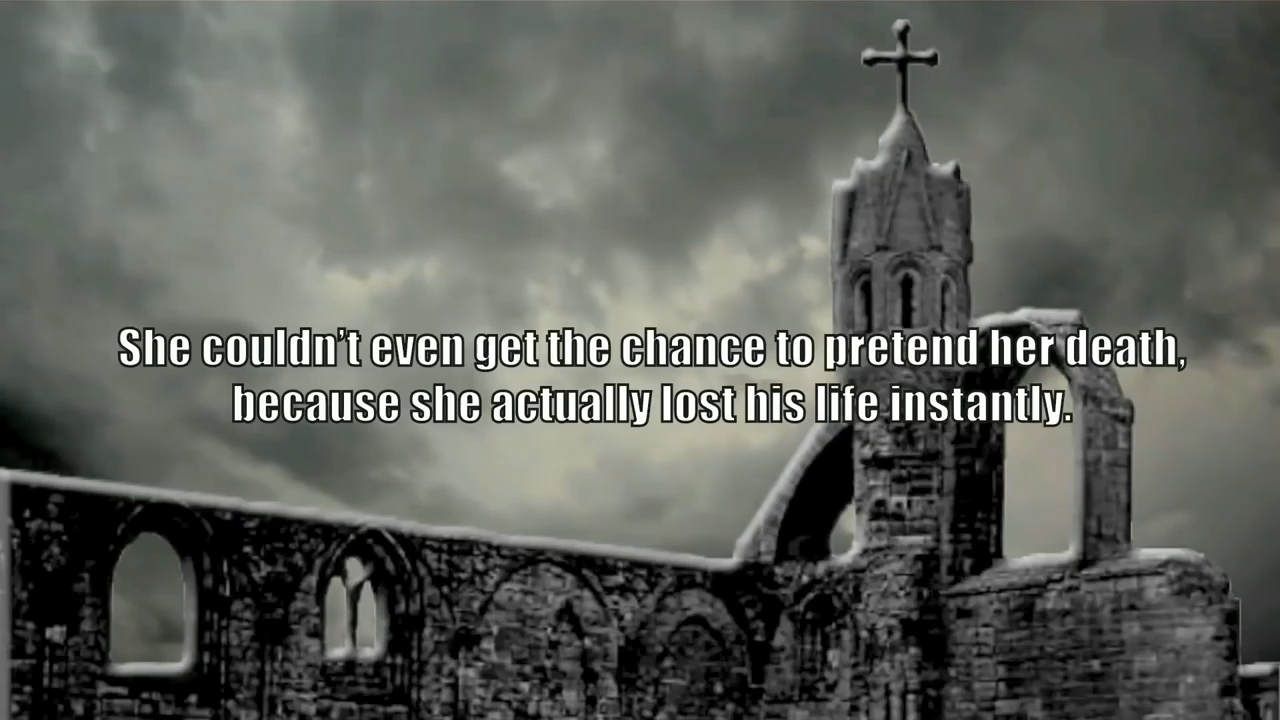 She couldn’t even get the chance to pretend her death,
because she actually lost his life instantly.